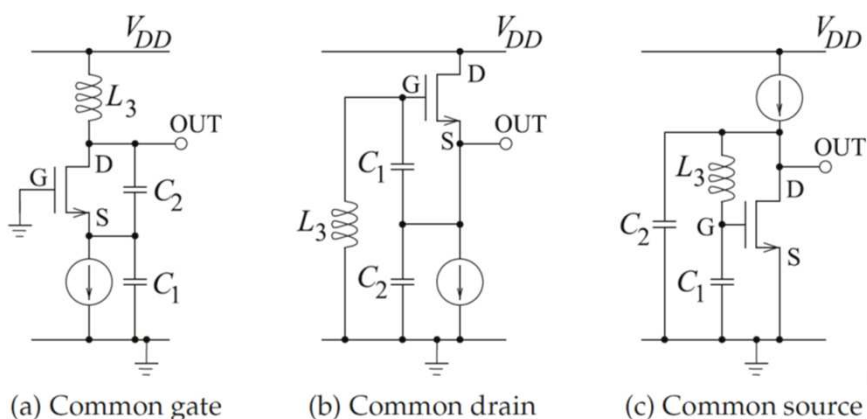 V_DD V_DD V_DD
L_3 G D
OUT S OUT OUT
G D C_1 L_3 D
C_2 C_2 G
S L_3 S
C_1 C_2 C_1
(a) Common gate (b) Common drain (c) Common source